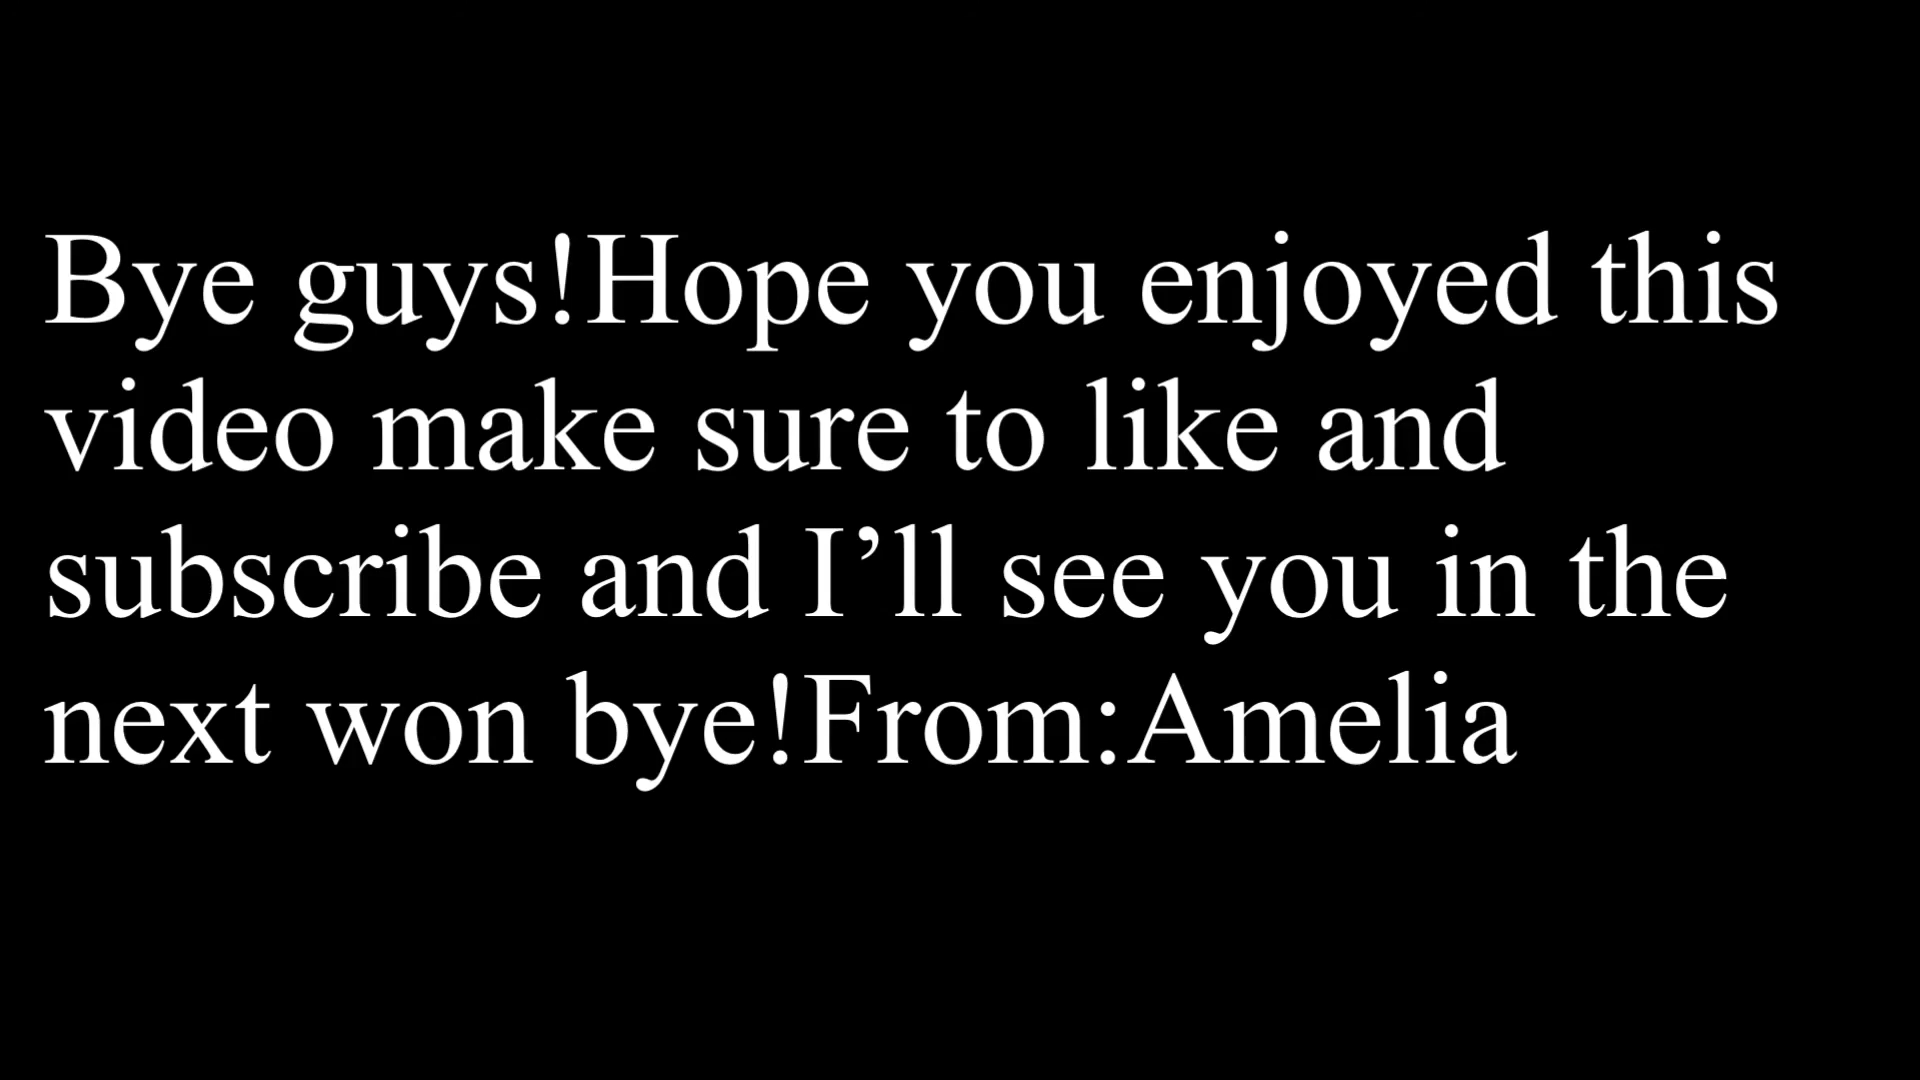 Bye guys!Hope you enjoyed this
video make sure to like and
subscribe and I’ll see you in the
next won bye!From:Amelia